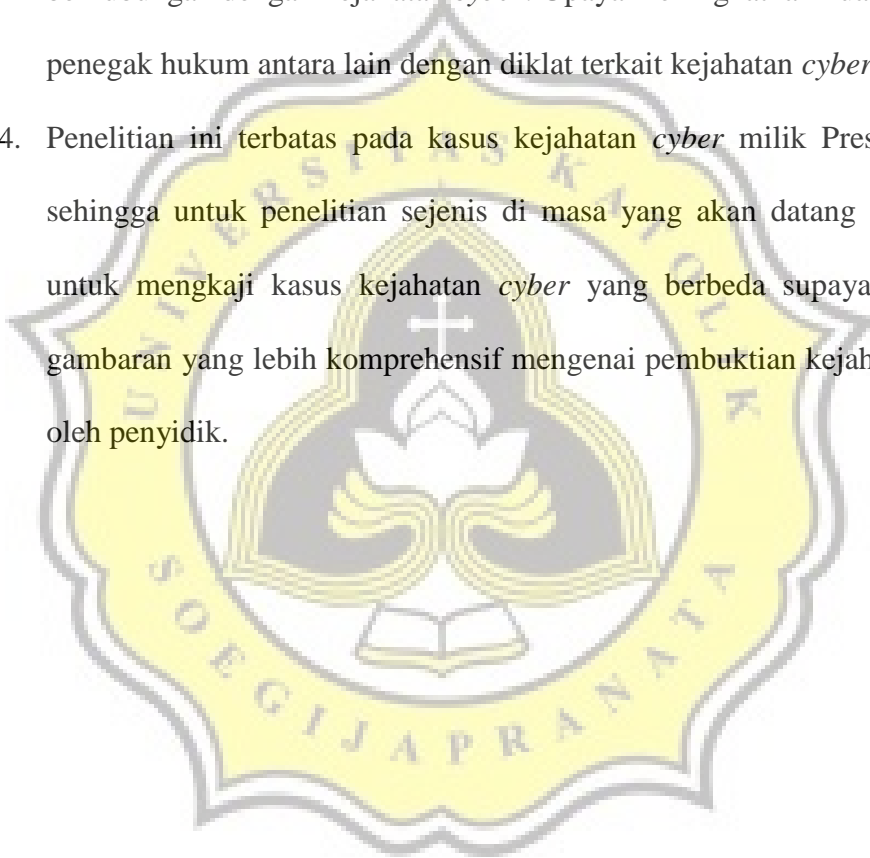 penegak hukum antara lain dengan diklat terkait kejahatan cyber
4. Penelitian ini terbatas pada kasus kejahatan cyber milik Pres
sehingga untuk penelitian sejenis di masa yang akan datang
untuk mengkaji kasus kejahatan cyber yang berbeda supaya
gambaran yang lebih komprehensif mengenai pembuktian kejah
oleh penyidik.
UNIVERSITAS KATOLIK
SOEGIJAPRANATA